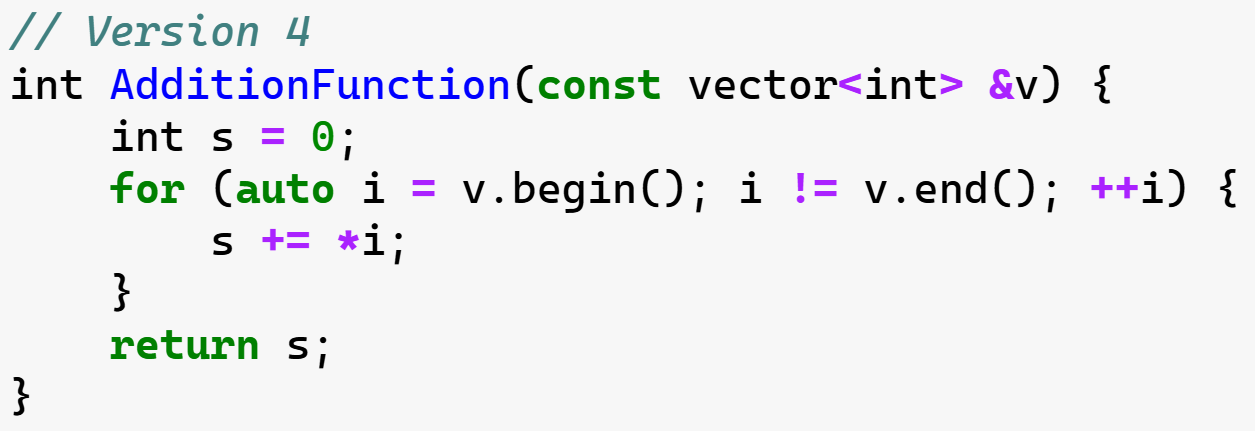 // Version 4
int AdditionFunction(const vector<int> &v) {
    int s = 0;
    for (auto i = v.begin(); i != v.end(); ++i) {
        s += *i;
    }
    return s;
}